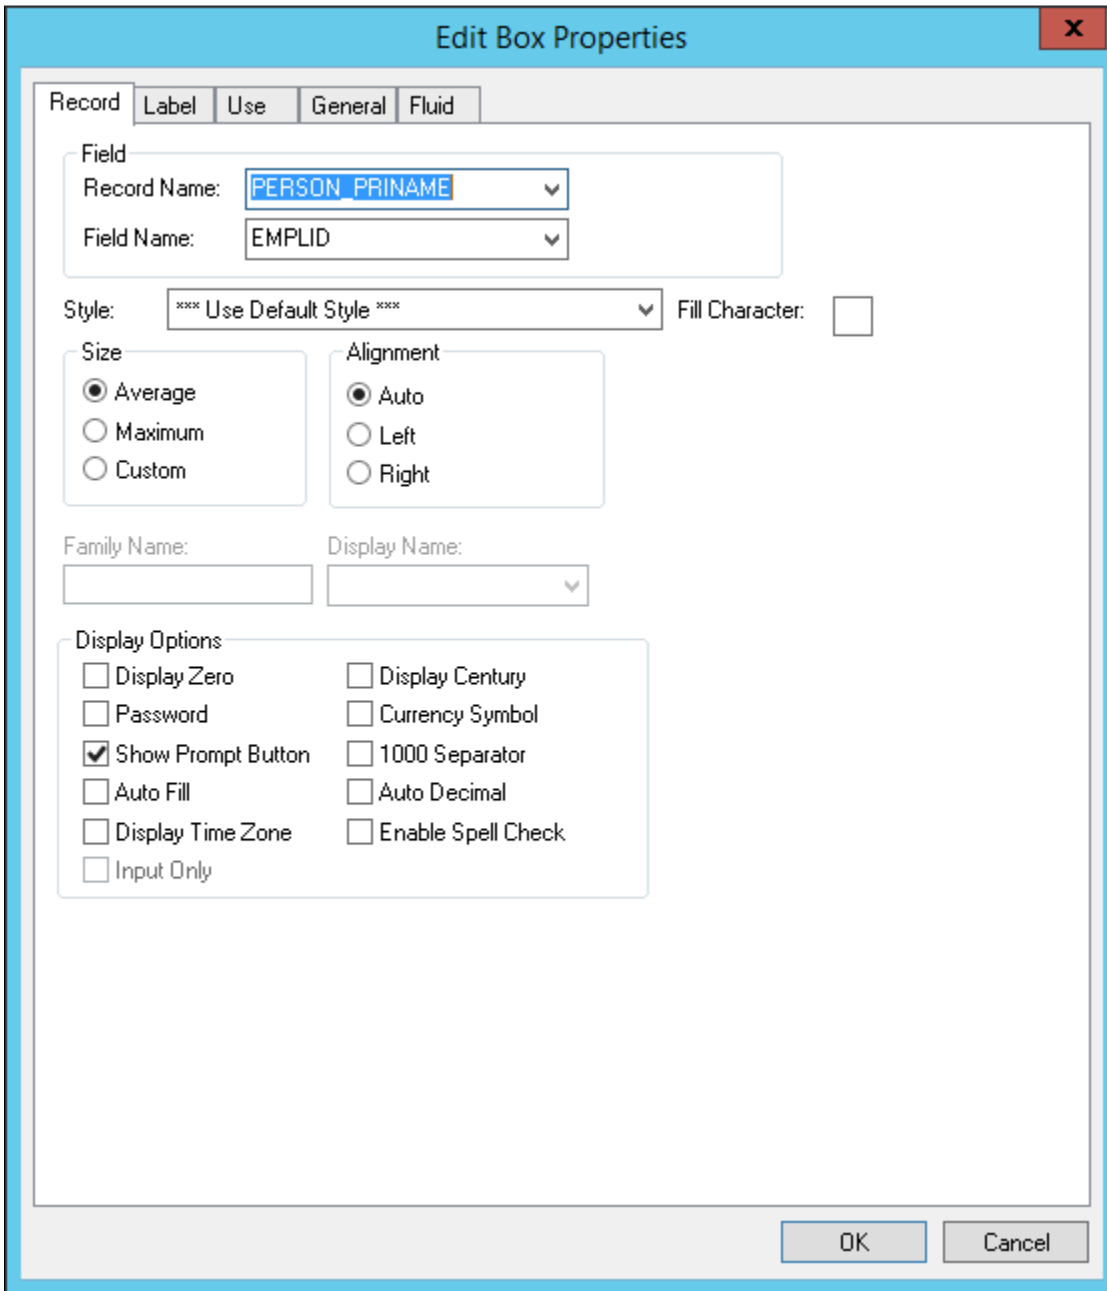 Edit Box Properties x
Record Label Use General Fluid
Field
Record Name: PERSON_PRINAME
Field Name: EMPLID
Style: *** Use Default Style *** Fill Character:
Size Alignment
Average Auto
Maximum Left
Custom Right
Family Name: Display Name:
Display Options
Display Zero Display Century
Password Currency Symbol
Show Prompt Button 1000 Separator
Auto Fill Auto Decimal
Display Time Zone Enable Spell Check
Input Only
OK Cancel